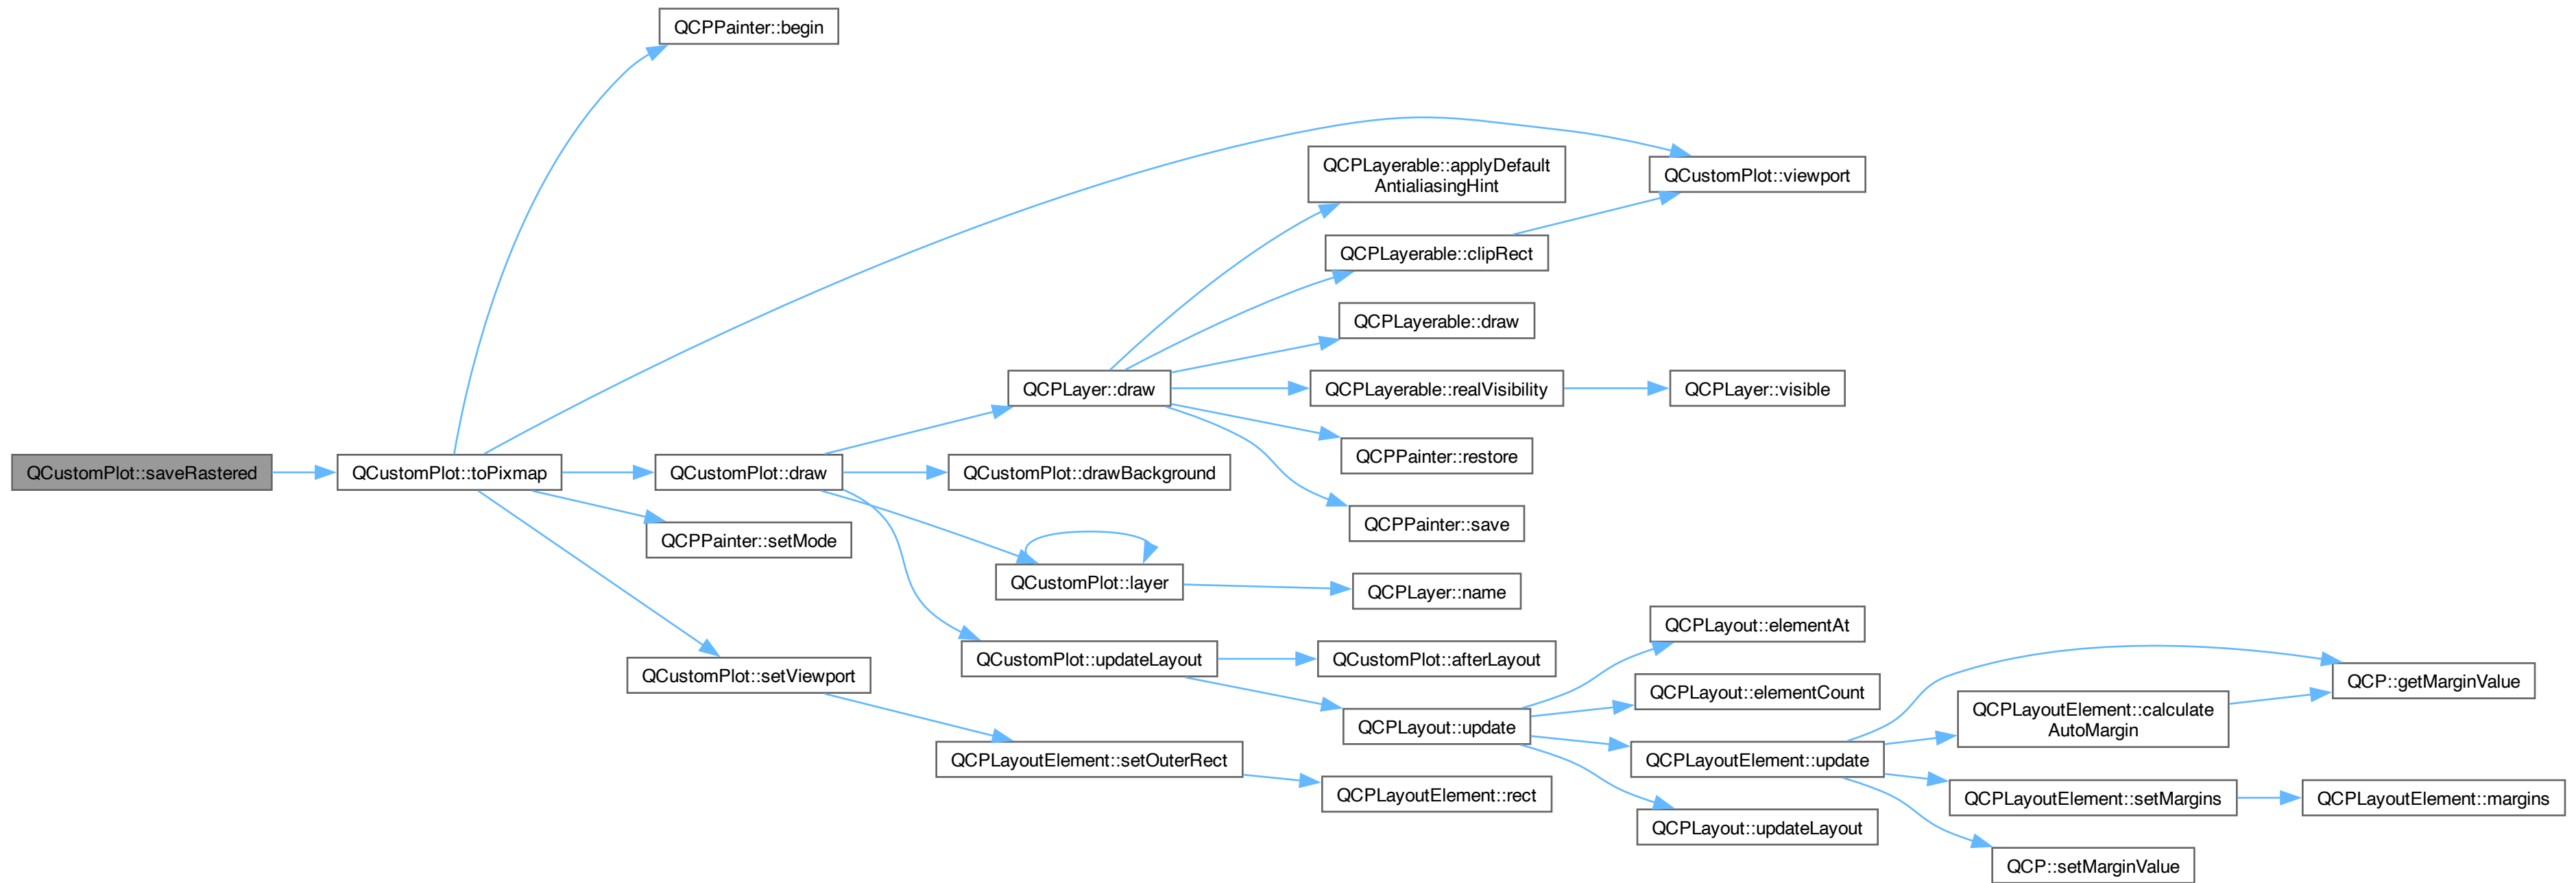 QCPPainter::begin
QCPLayerable::applyDefault
AntialiasingHint
QCustomPlot::viewport
QCPLayerable::clipRect
QCPLayerable::draw
QCPLayer::draw
QCPLayerable::realVisibility
QCPLayer::visible
QCustomPlot::saveRastered
QCustomPlot::toPixmap
QCustomPlot::draw
QCustomPlot::drawBackground
QCPPainter::restore
QCPPainter::save
QCPPainter::setMode
QCustomPlot::layer
QCPLayer::name
QCPLayout::elementAt
QCustomPlot::setViewport
QCustomPlot::updateLayout
QCustomPlot::afterLayout
QCPLayout::elementCount
QCP::getMarginValue
QCPLayoutElement::calculate
AutoMargin
QCPLayout::update
QCPLayoutElement::setOuterRect
QCPLayoutElement::update
QCPLayoutElement::rect
QCPLayoutElement::setMargins
QCPLayoutElement::margins
QCPLayout::updateLayout
QCP::setMarginValue